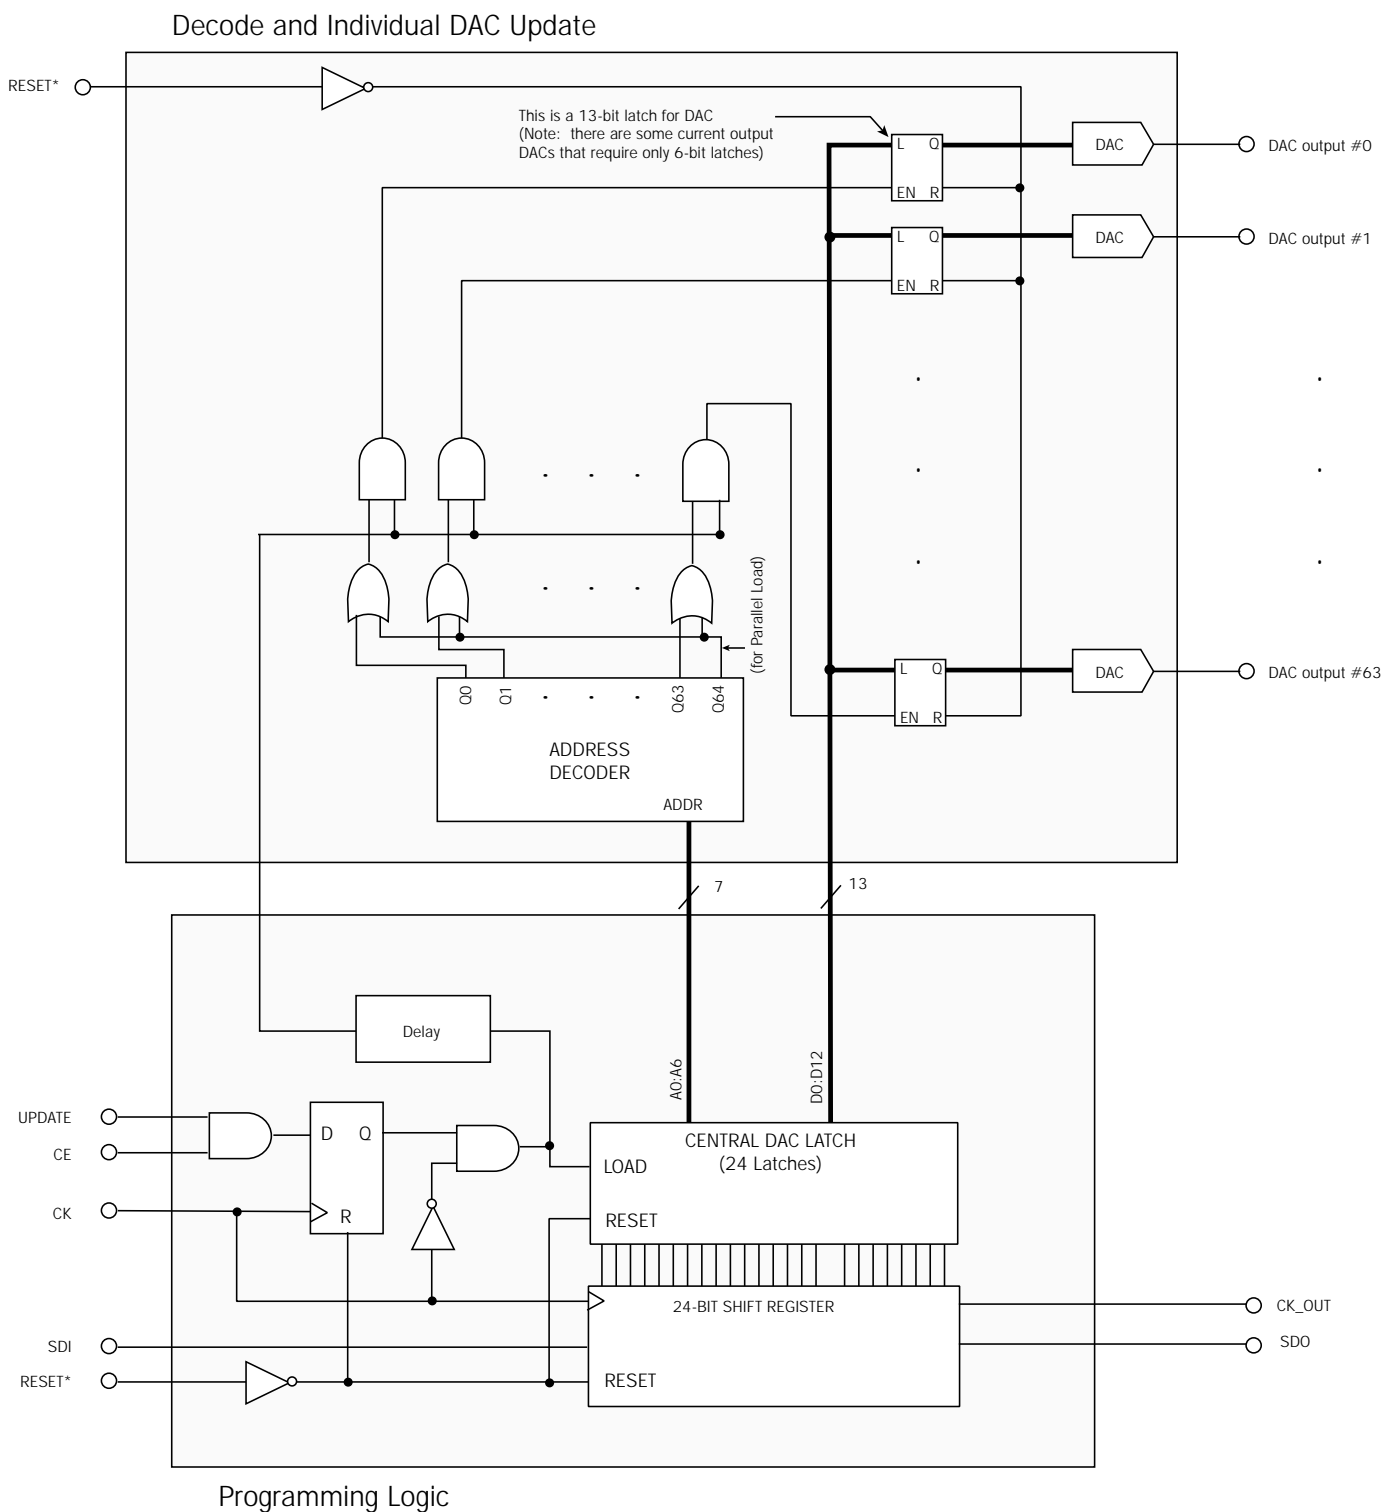 Decode and Individual DAC Update
RESET*
This is a 13-bit latch for DAC
(Note: there are some current output
DACs that require only 6-bit latches)
L Q
EN R
DAC
DAC output #0
L Q
EN R
DAC
DAC output #1
(for Parallel Load)
L Q
EN R
DAC
DAC output #63
Q0
Q1
Q63
Q64
ADDRESS
DECODER
ADDR
7
13
Delay
A0:A6
D0:D12
UPDATE
CE
CK
D Q
R
CENTRAL DAC LATCH
(24 Latches)
LOAD
RESET
24-BIT SHIFT REGISTER
RESET
SDI
RESET*
CK_OUT
SDO
Programming Logic